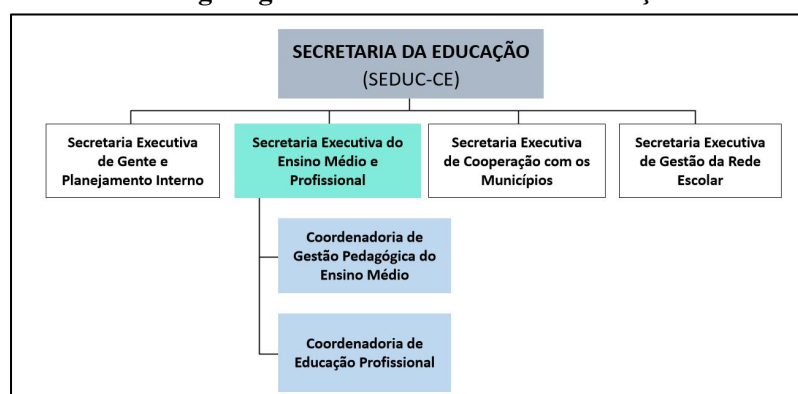 SECRETARIA DA EDUCAÇÃO
(SEDUC-CE)
Secretaria Executiva
de Gente e
Planejamento Interno
Secretaria Executiva do
Ensino Médio e
Profissional
Secretaria Executiva
de Cooperação com os
Municípios
Secretaria Executiva
de Gestão da Rede
Escolar
Coordenadoria de
Gestão Pedagógica do
Ensino Médio
Coordenadoria de
Educação Profissional